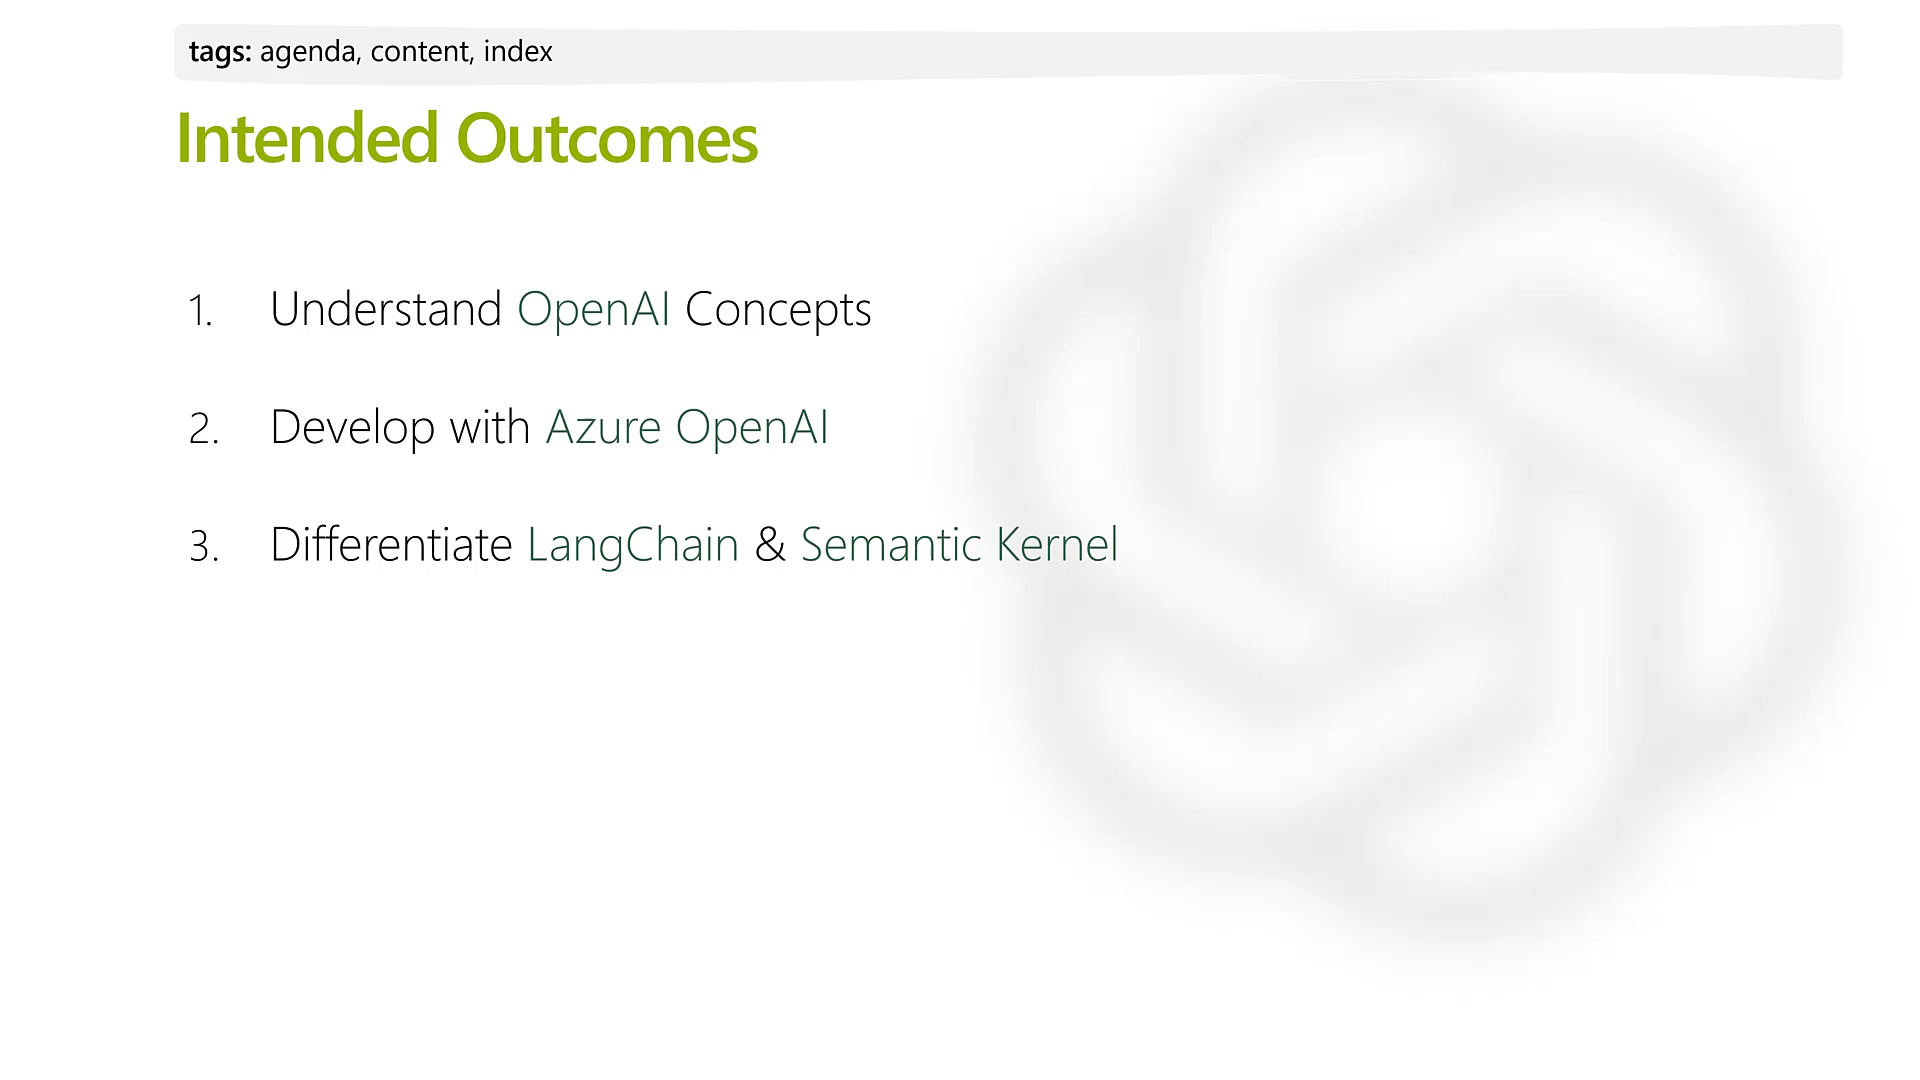 tags: agenda, content, index
Intended Outcomes
1. Understand OpenAI Concepts
2. Develop with Azure OpenAI
3. Differentiate LangChain & Semantic Kernel